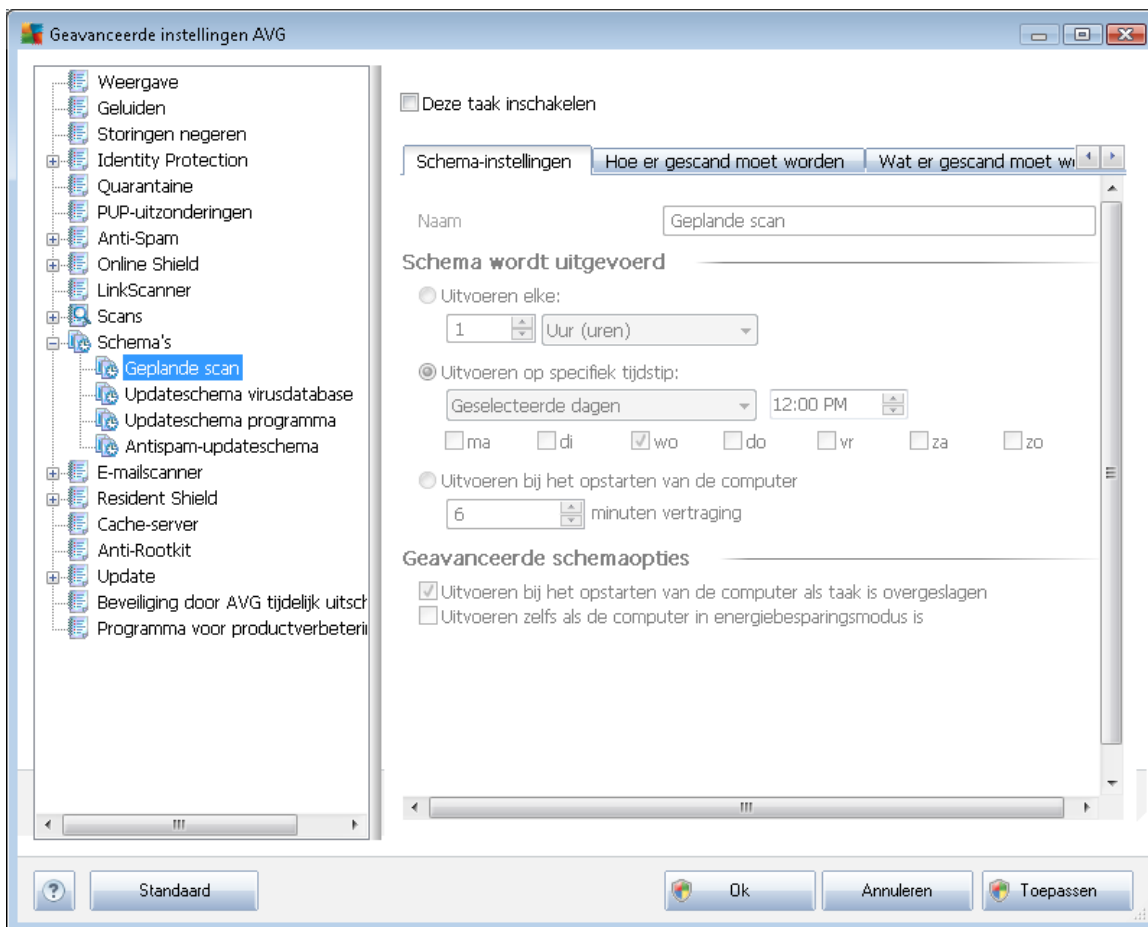 Geavanceerde instellingen AVG
Weergave
Geluiden
Storingen negeren
Identity Protection
Quarantaine
PUP-uitzonderingen
Anti-Spam
Online Shield
LinkScanner
Scans
Schema's
Geplande scan
Updateschema virusdatabase
Updateschema programma
Antispam-updateschema
E-mailscanner
Resident Shield
Cache-server
Anti-Rootkit
Update
Beveiliging door AVG tijdelijk uitsch
Programma voor productverbeterin
Deze taak inschakelen
Schema-instellingen Hoe er gescand moet worden Wat er gescand moet w
Naam Geplande scan
Schema wordt uitgevoerd
Uitvoeren elke:
1 Uur (uren)
Uitvoeren op specifiek tijdstip:
Geselecteerde dagen 12:00 PM
ma di wo do vr za zo
Uitvoeren bij het opstarten van de computer
6 minuten vertraging
Geavanceerde schemaopties
Uitvoeren bij het opstarten van de computer als taak is overgeslagen
Uitvoeren zelfs als de computer in energiebesparingsmodus is
? Standaard Ok Annuleren Toepassen